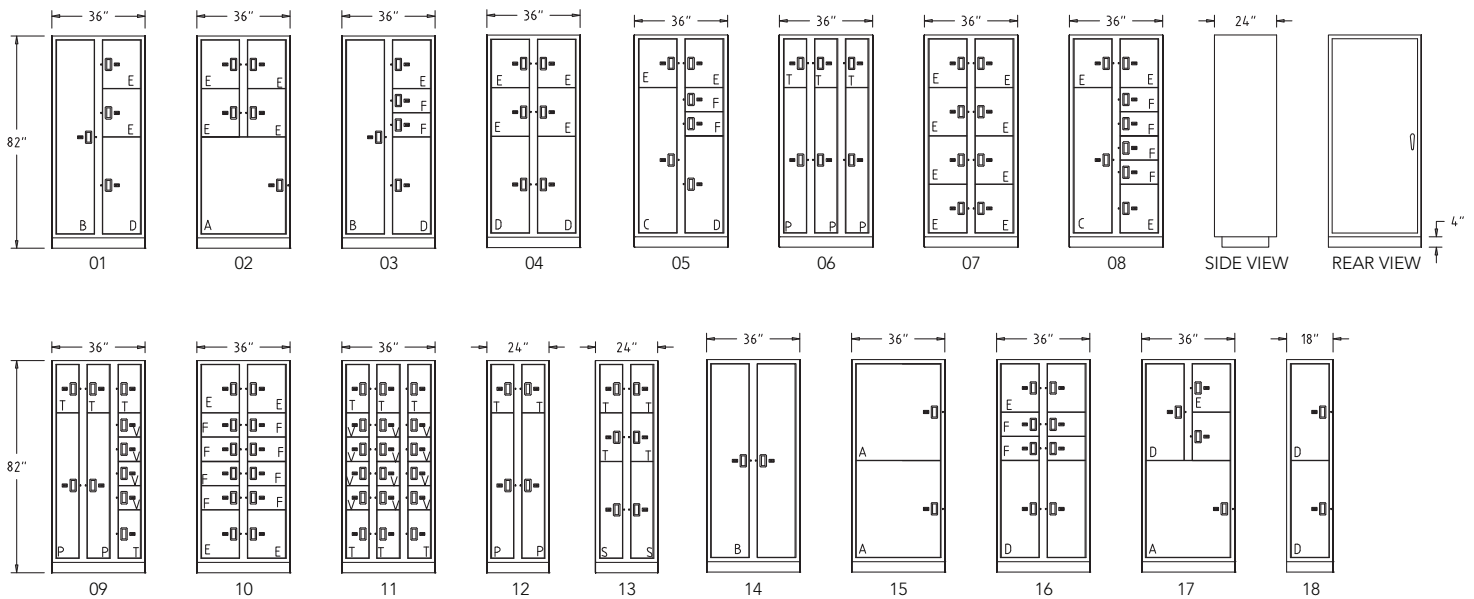 36" 36" 36" 36" 36" 36" 36" 36" 24"
E E E E E E E E T T T E E E E
F F F
E E E F E E F E E F
82"
F
E E F
B D A B D D D C D P P P E E C E 4"
01 02 03 04 05 06 07 08 SIDE VIEW REAR VIEW
36" 36" 36" 24" 24" 36" 36" 36" 36" 18"
T T T E E T T T T T T T E E
V F F V V V F
V F F V V V T T A F D D
82"
V F F V V V
V F F V V V
P P T E E T T T P P S S B A D A D
09 10 11 12 13 14 15 16 17 18